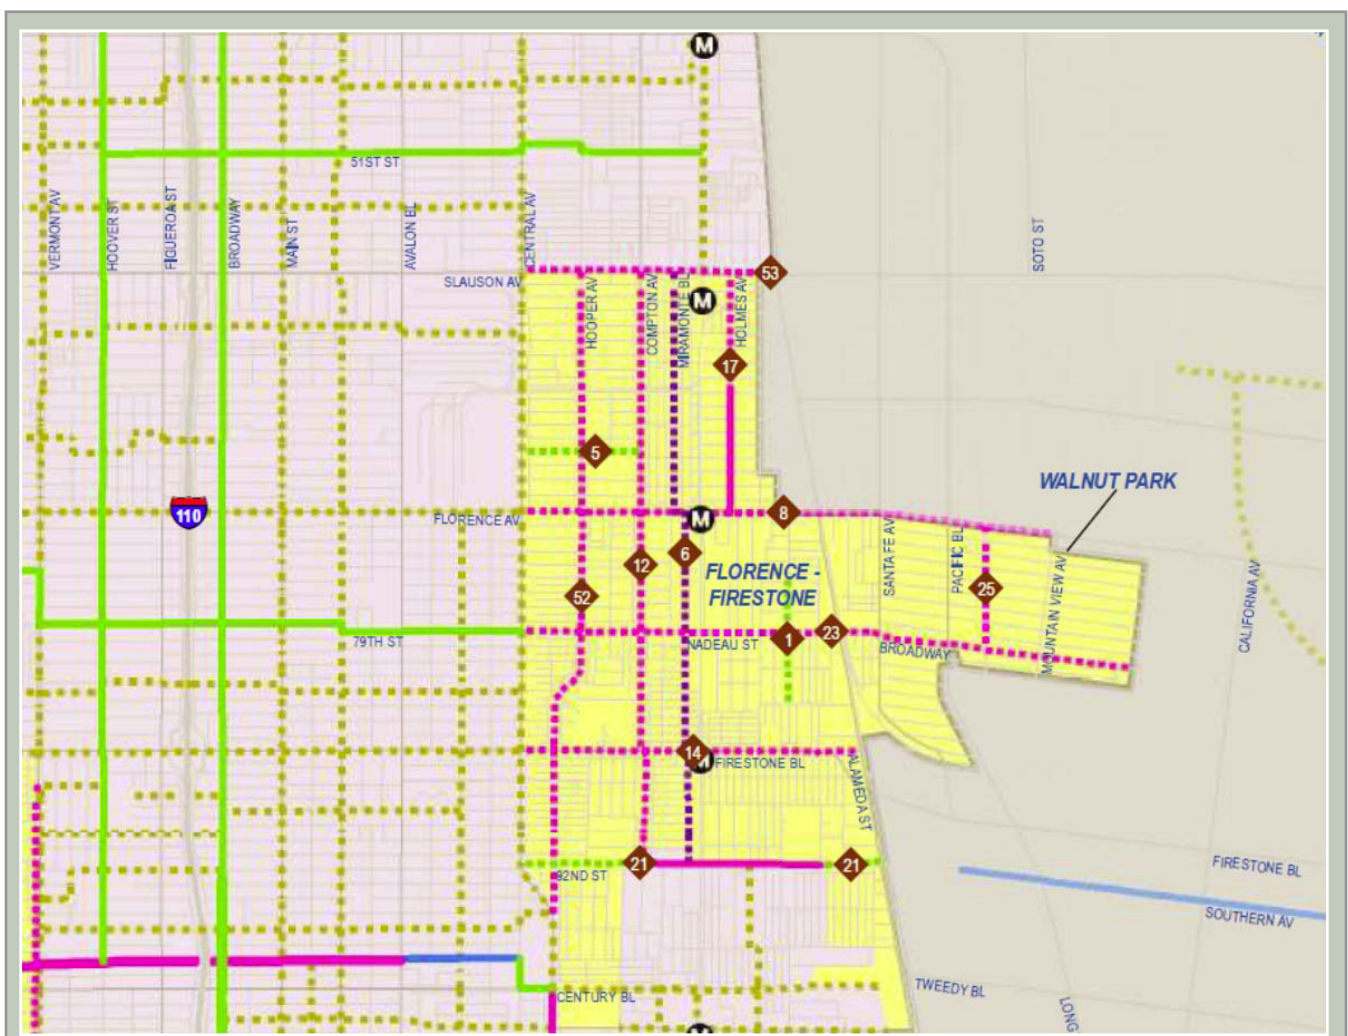 M
51ST ST
VERMONT AV
HOOVER ST
FIGUEROA ST
BROADWAY
MAIN ST
AVALON BL
CENTRAL AV
SOTO ST
53
SLAUSON AV
HOOPER AV
COMPTON AV
MIRAMONTE BL
M
HOLMES AV
17
5
WALNUT PARK
110
FLORENCE AV
M
8
6
12
52
FLORENCE -
FIRESTONE
SANTA FE AV
PACIFIC BL
25
MOUNTAIN VIEW AV
CALIFORNIA AV
79TH ST
NADEAU ST
1
23
BROADWAY
14
M
FIRESTONE BL
ALAMEDA ST
21
21
92ND ST
FIRESTONE BL
SOUTHERN AV
CENTURY BL
TWEEDY BL
LONG
M